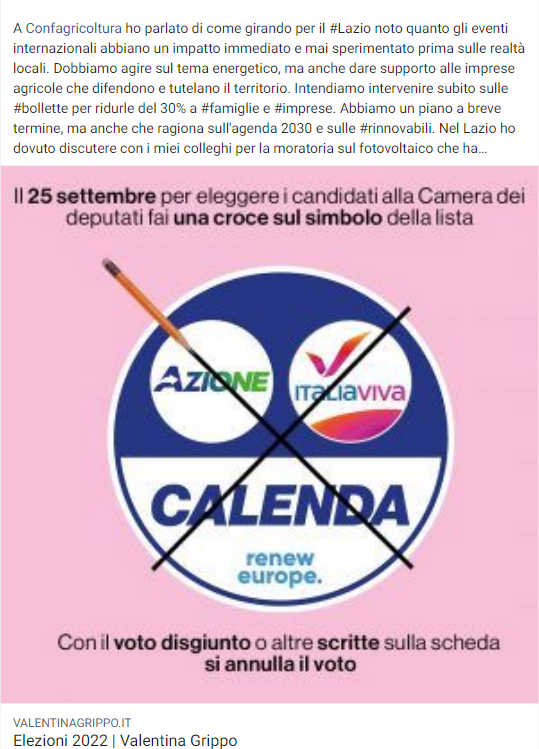 A Confagricoltura ho parlato di come girando per il #Lazio noto quanto gli eventi
internazionali abbiano un impatto immediato e mai sperimentato prima sulle realtà
locali. Dobbiamo agire sul tema energetico, ma anche dare supporto alle imprese
agricole che difendono e tutelano il territorio. Intendiamo intervenire subito sulle
#bollette per ridurle del 30% a #famiglie e #imprese. Abbiamo un piano a breve
termine, ma anche che ragiona sull'agenda 2030 e sulle #rinnovabili. Nel Lazio ho
dovuto discutere con i miei colleghi per la moratoria sul fotovoltaico che ha...
Il 25 settembre per eleggere i candidati alla Camera dei
deputati fai una croce sul simbolo della lista
AZIONE
ITALIAVIVA
CALENDA
renew
europe.
Con il voto disgiunto o altre scritte sulla scheda
si annulla il voto
VALENTINAGRIPPO.IT
Elezioni 2022 | Valentina Grippo